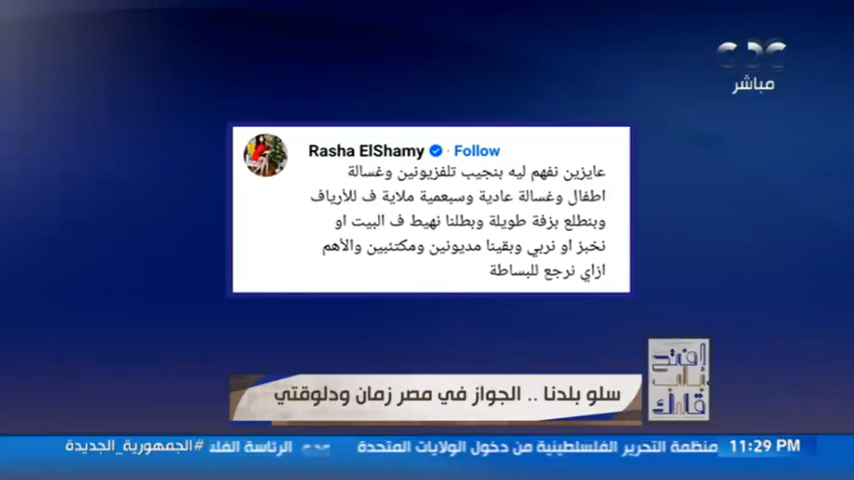 cbc
مباشر
Rasha ElShamy · Follow
عايزين نفهم ليه بنجيب تلفزيونين وغسالة
اطفال وغسالة عادية وسبعمية ملاية ف للأرياف
وبنطلع بزفة طويلة وبطلنا نهيط ف البيت او
نخبز او نربي وبقينا مديونين ومكتئبين والأهم
ازاي نرجع للبساطة
افتح
باب
قلبك
سلو بلدنا .. الجواز في مصر زمان ودلوقتي
11:29 PM
منظمة التحرير الفلسطينية من دخول الولايات المتحدة
الرئاسة الفلد
#الجمهورية_الجديدة